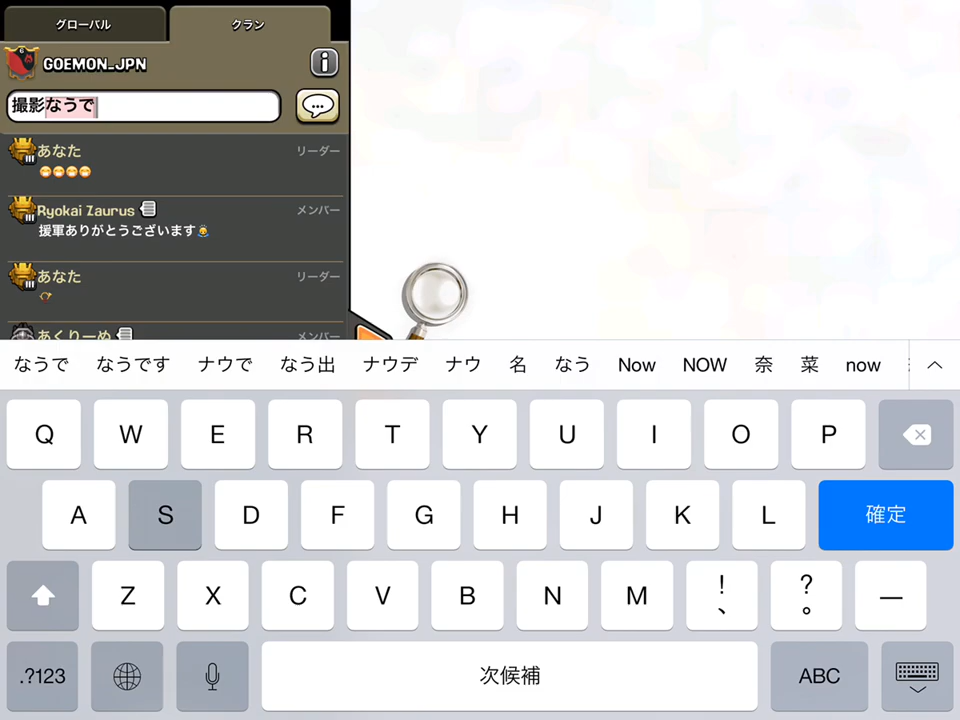 グローバル クラン
6 GOEMON_JPN i
撮影なうで
あなた リーダー
Ryokai Zaurus メンバー
援軍ありがとうございます
あなた リーダー
あくりーぬ メンバー
なうで なうです ナウで なう出 ナウデ ナウ 名 なう Now NOW 奈 菜 now
Q W E R T Y U I O P
A S D F G H J K L 確定
Z X C V B N M ! 、 ? 。 ー
.?123 次候補 ABC